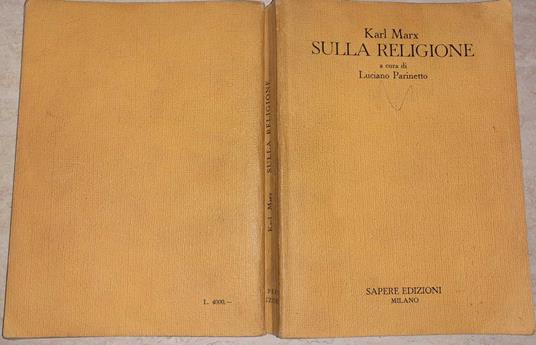 Karl Marx
SULLA RELIGIONE
a cura di
Luciano Parinetto
SAPERE EDIZIONI
MILANO
Karl Marx SULLA RELIGIONE
L. 4000.—